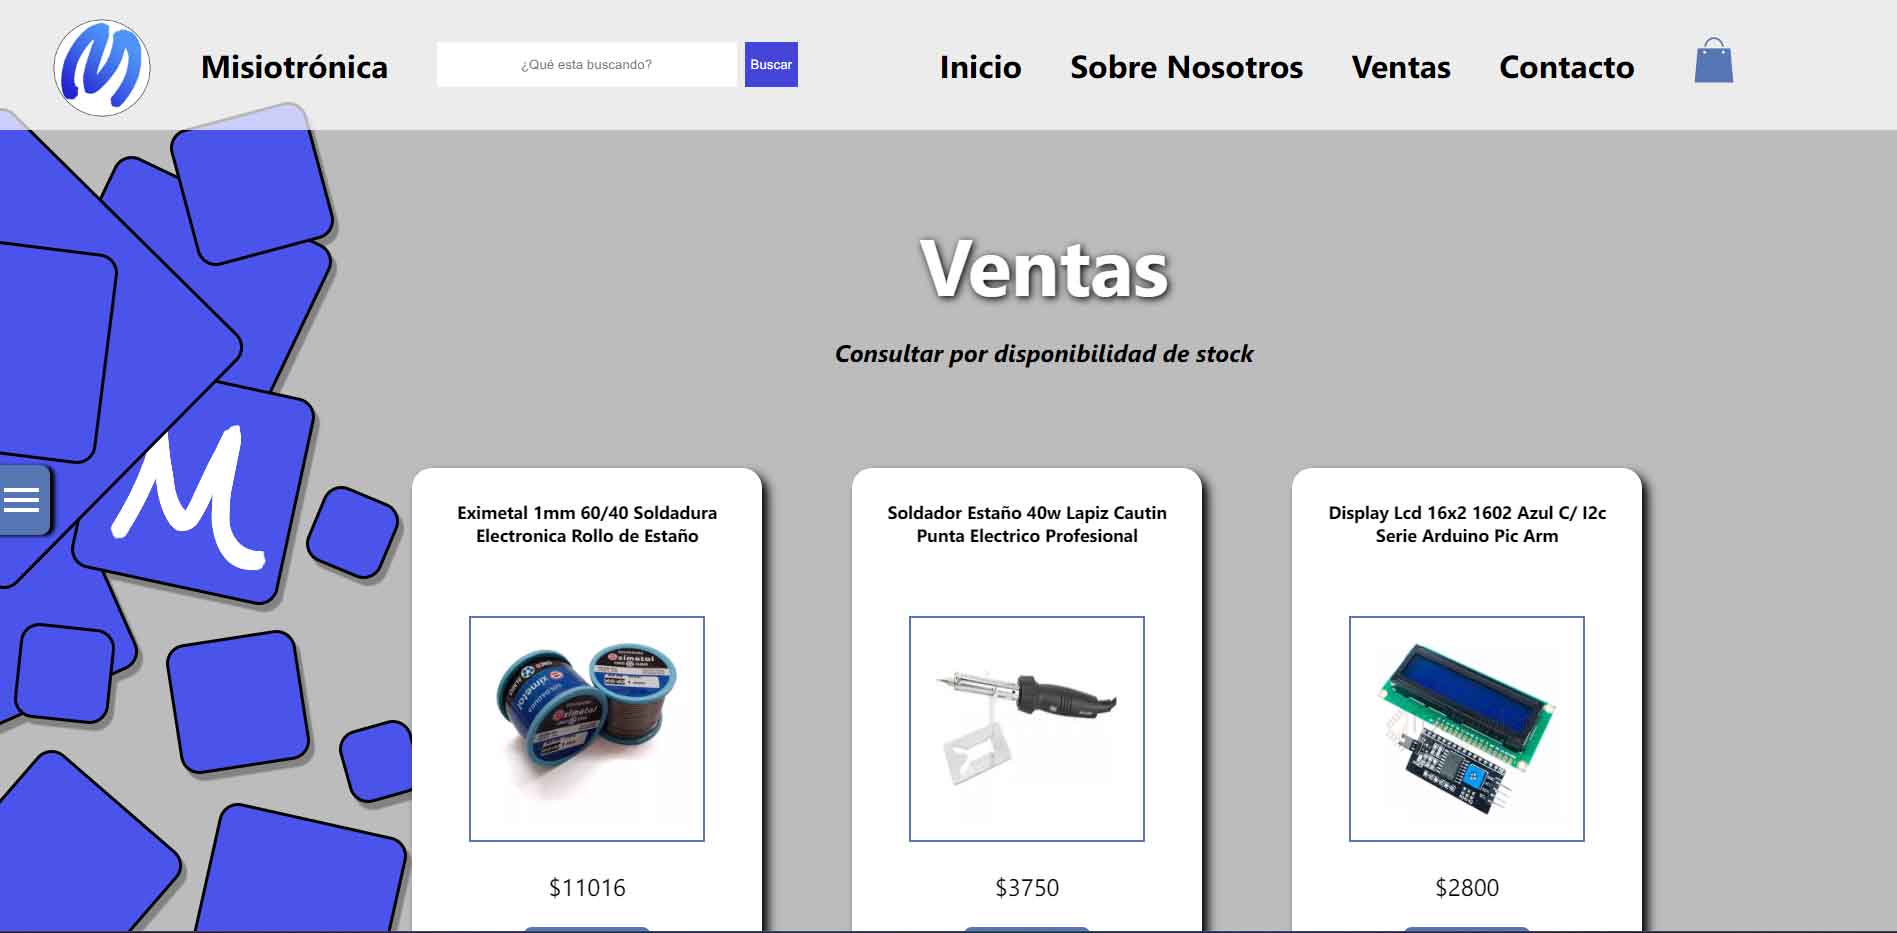 Misiotrónica
¿Qué esta buscando?
Buscar
Inicio
Sobre Nosotros
Ventas
Contacto
Ventas
Consultar por disponibilidad de stock
M
Eximetal 1mm 60/40 Soldadura
Electronica Rollo de Estaño
Soldador Estaño 40w Lapiz Cautin
Punta Electrico Profesional
Display Lcd 16x2 1602 Azul C/ I2c
Serie Arduino Pic Arm
$11016
$3750
$2800